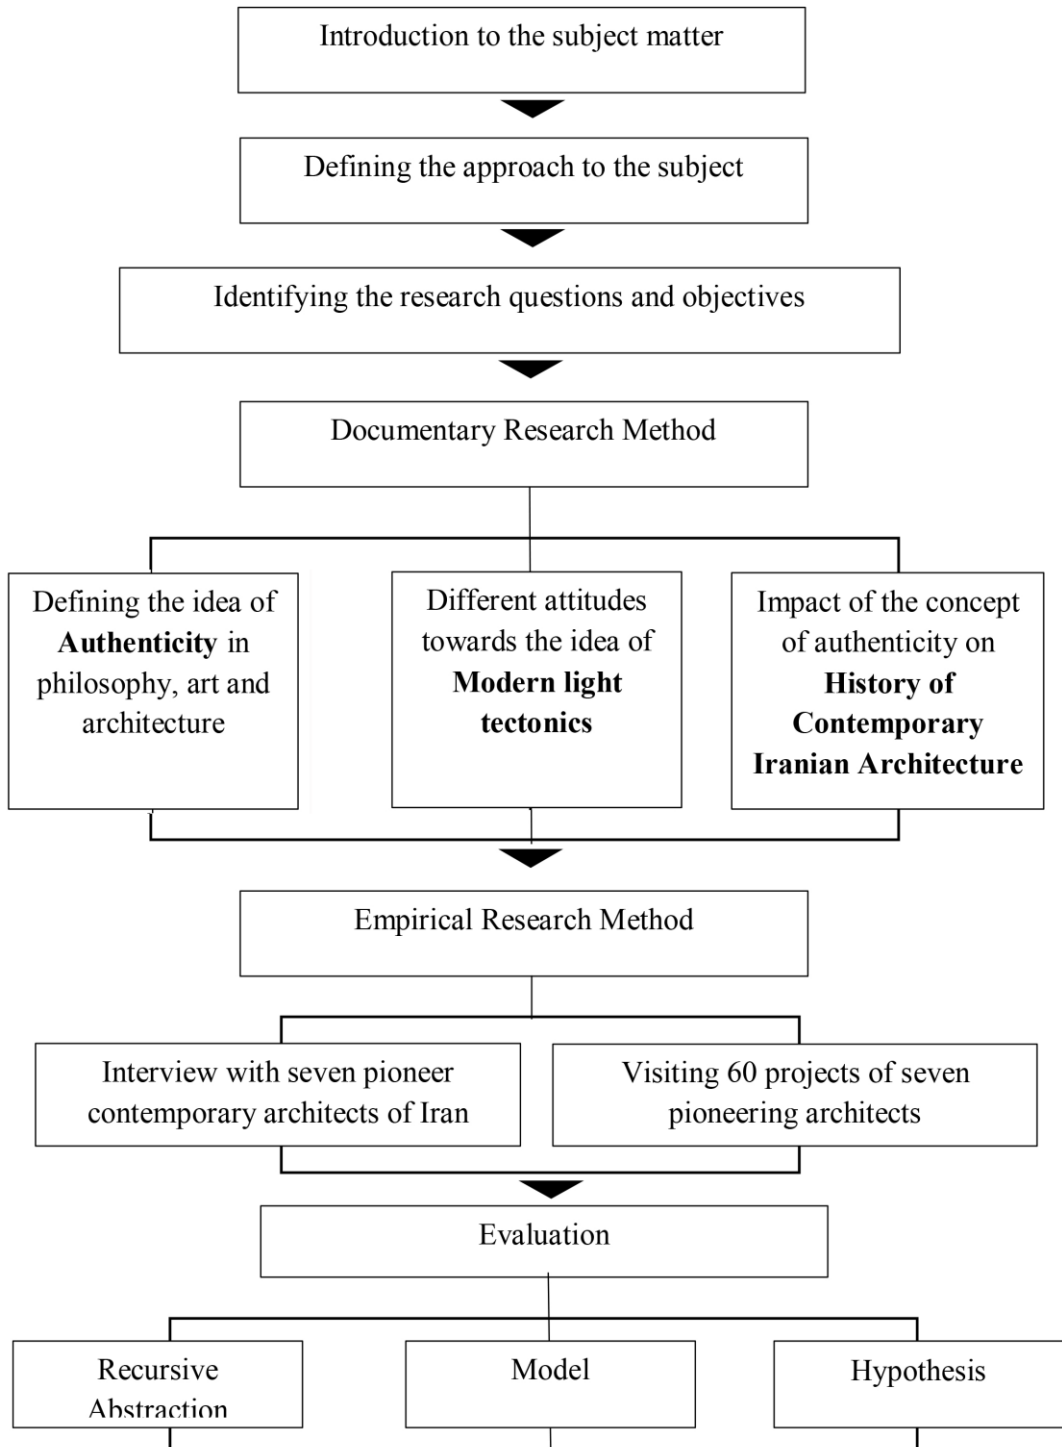 Introduction to the subject matter
Defining the approach to the subject
Identifying the research questions and objectives
Documentary Research Method
Defining the idea of
Authenticity in
philosophy, art and
architecture
Different attitudes
towards the idea of
Modern light
tectonics
Impact of the concept
of authenticity on
History of
Contemporary
Iranian Architecture
Empirical Research Method
Interview with seven pioneer
contemporary architects of Iran
Visiting 60 projects of seven
pioneering architects
Evaluation
Recursive
Abstraction
Model
Hypothesis